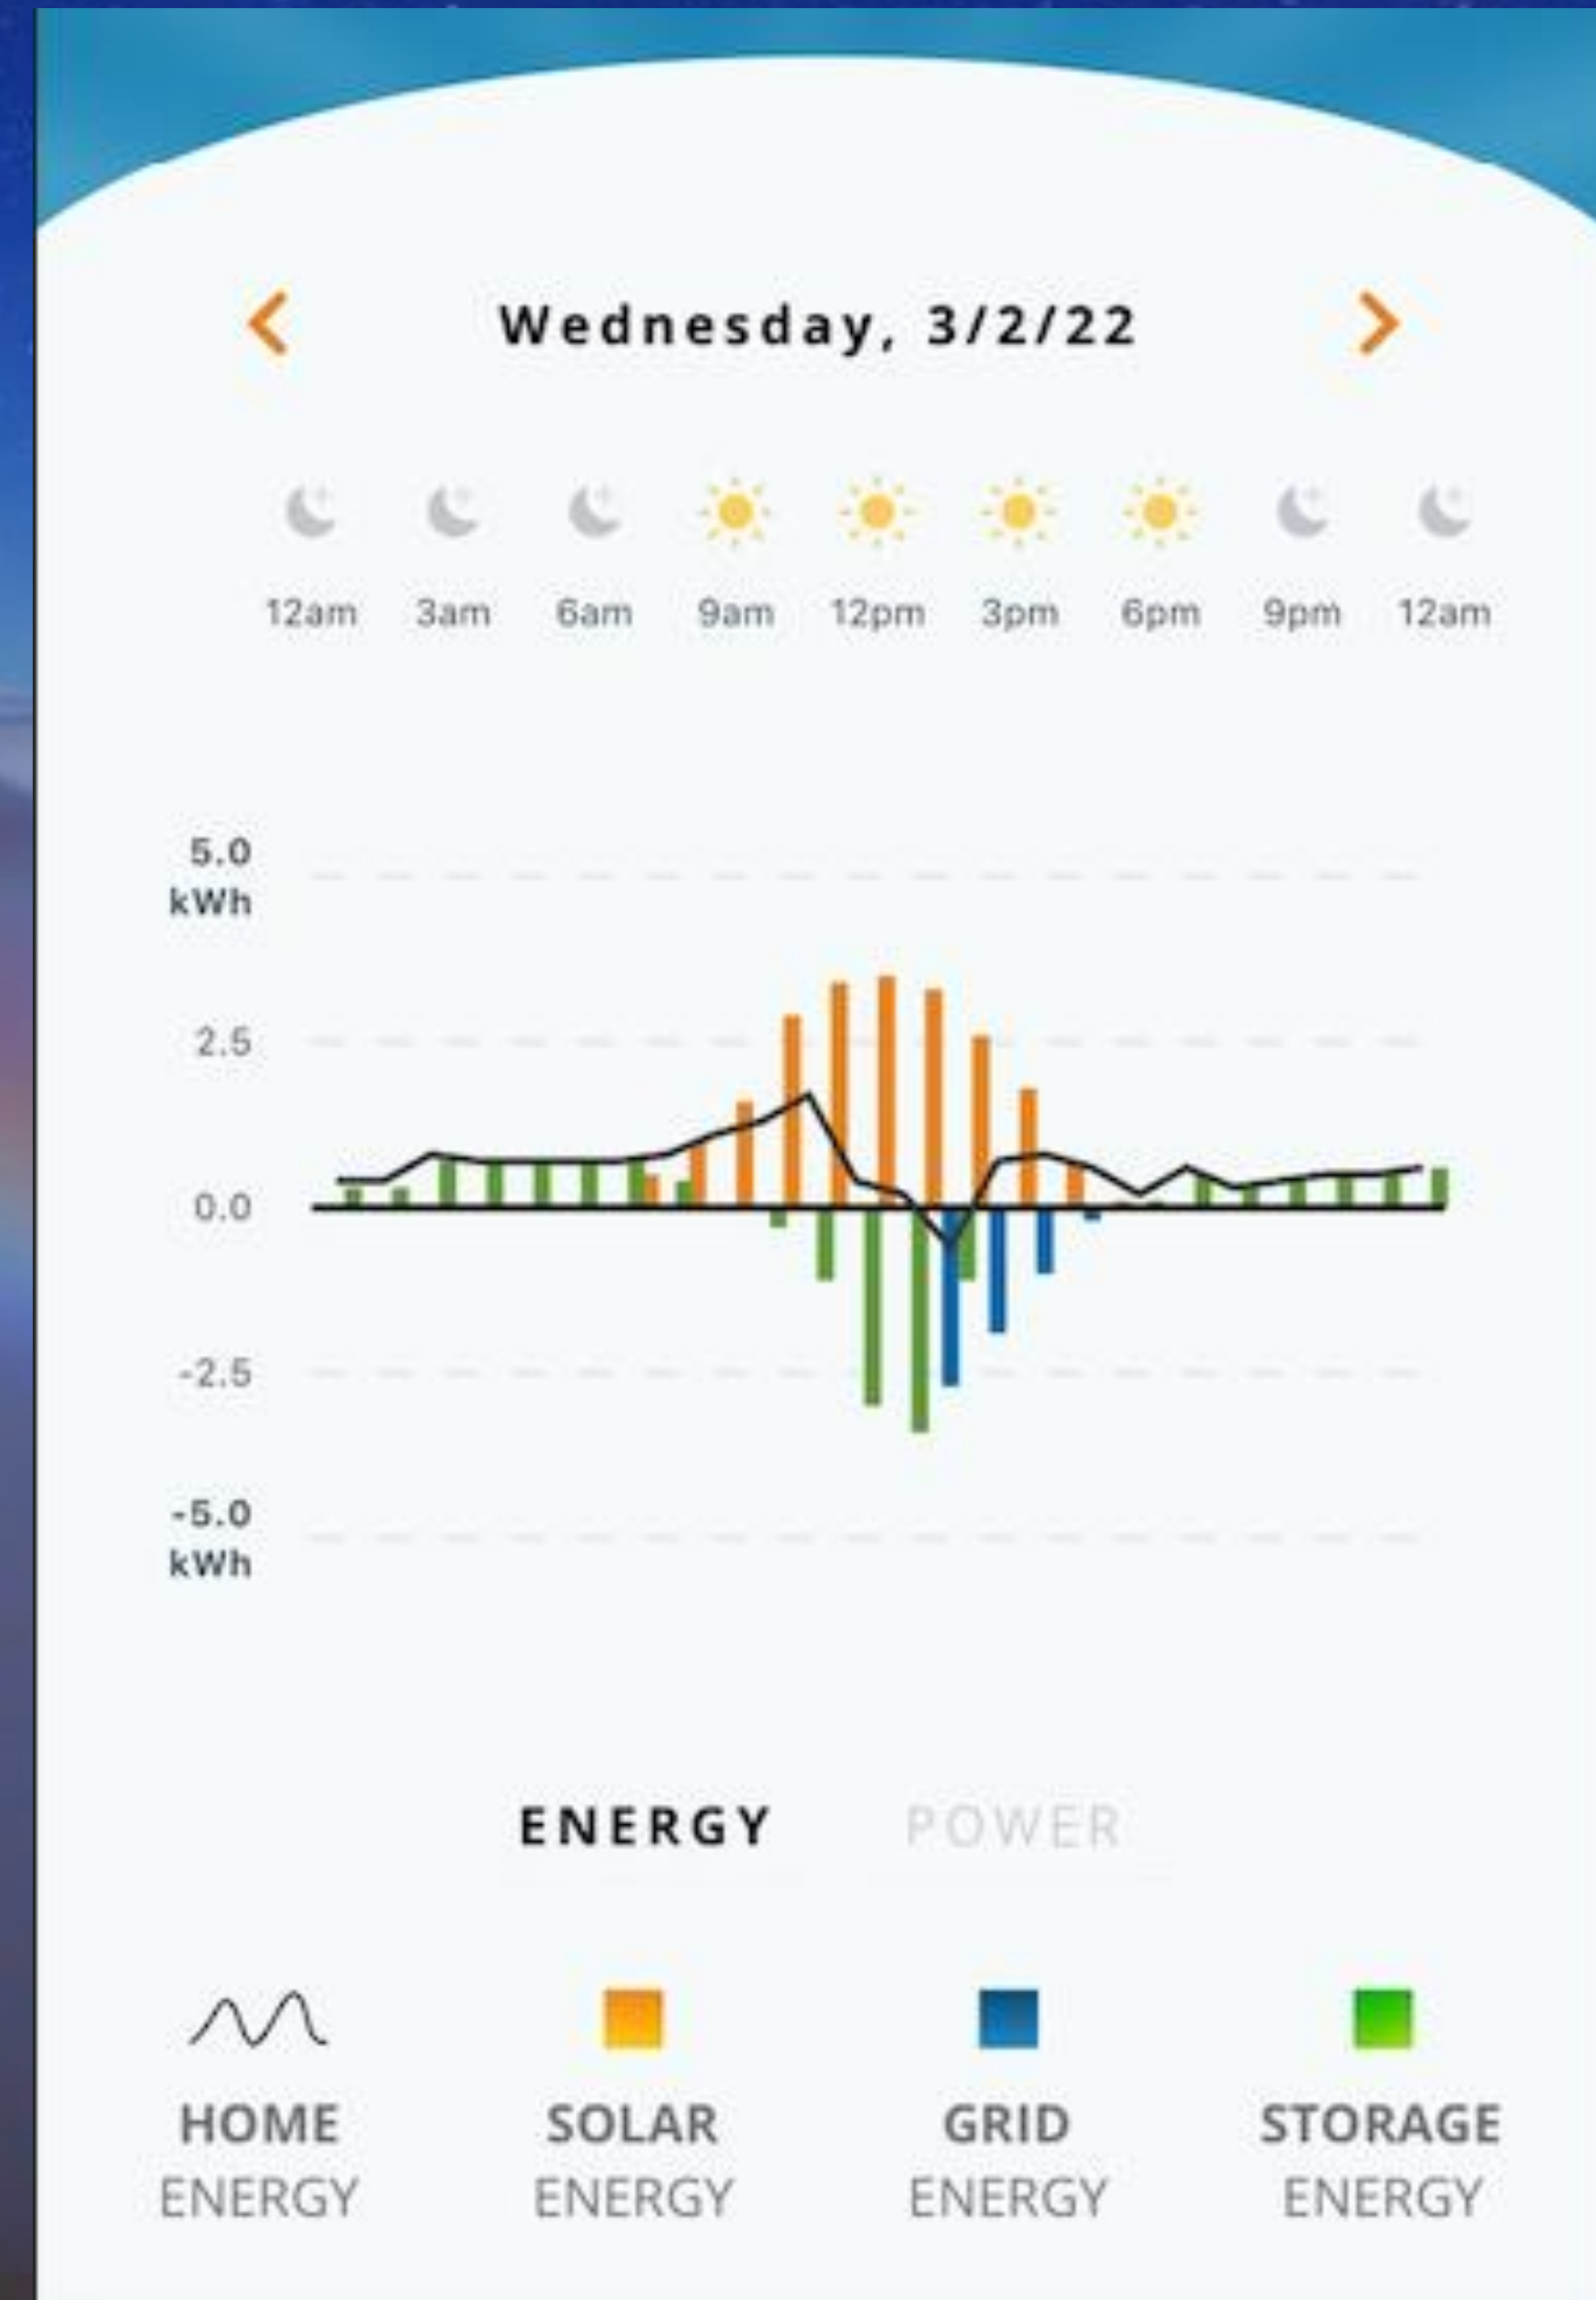 Wednesday, 3/2/22
12am 3am 6am 9am 12pm 3pm 6pm 9pm 12am
5.0
kWh
2.5
0.0
-2.5
-5.0
kWh
ENERGY POWER
HOME SOLAR GRID STORAGE
ENERGY ENERGY ENERGY ENERGY